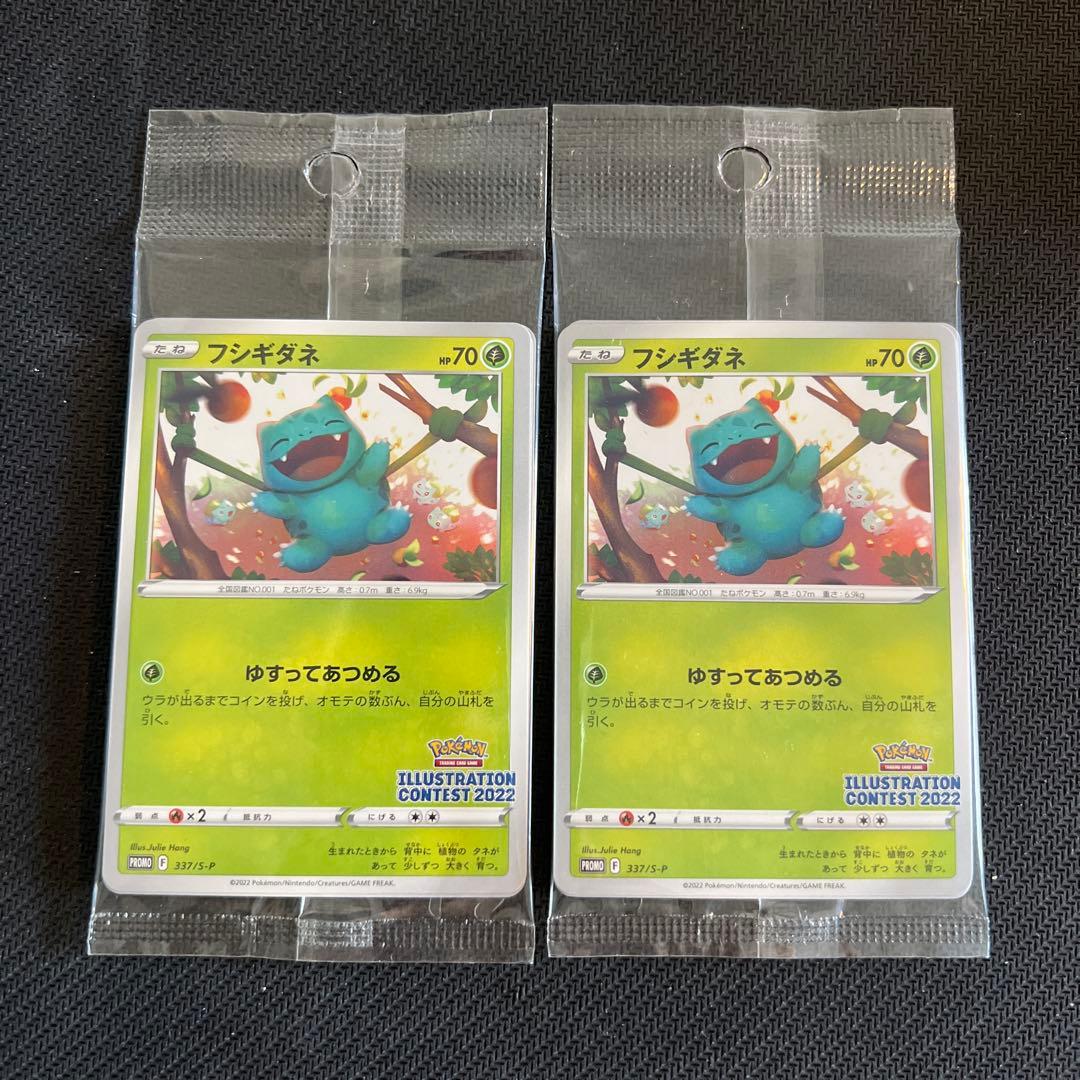 たね フシギダネ HP 70
全国図鑑NO.001 たねポケモン 高さ:0.7m 重さ:6.9kg
ゆすってあつめる
ウラが出るまでコインを投げ、オモテの数ぶん、自分の山札を
引く。
Pokémon
TRADING CARD GAME
ILLUSTRATION
CONTEST 2022
弱点 ×2 抵抗力 にげる
Illus.Julie Hang
PROMO F 337/S-P
生まれたときから 背中に 植物の タネが
あって 少しずつ 大きく 育つ。
©2022 Pokémon/Nintendo/Creatures/GAME FREAK.
たね フシギダネ HP 70
全国図鑑NO.001 たねポケモン 高さ:0.7m 重さ:6.9kg
ゆすってあつめる
ウラが出るまでコインを投げ、オモテの数ぶん、自分の山札を
引く。
Pokémon
TRADING CARD GAME
ILLUSTRATION
CONTEST 2022
弱点 ×2 抵抗力 にげる
Illus.Julie Hang
PROMO F 337/S-P
生まれたときから 背中に 植物の タネが
あって 少しずつ 大きく 育つ。
©2022 Pokémon/Nintendo/Creatures/GAME FREAK.